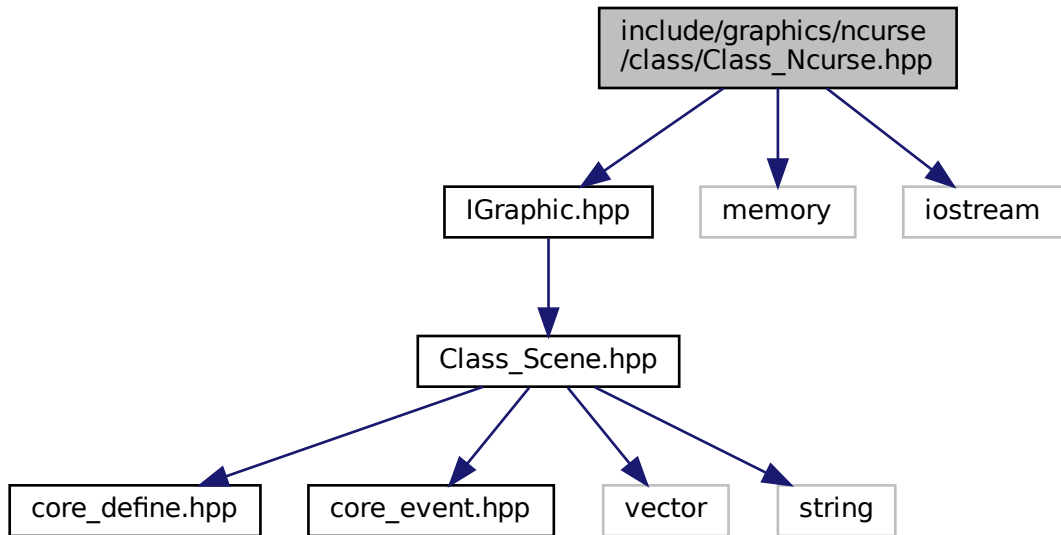 include/graphics/ncurse
/class/Class_Ncurse.hpp
IGraphic.hpp
memory
iostream
Class_Scene.hpp
core_define.hpp
core_event.hpp
vector
string